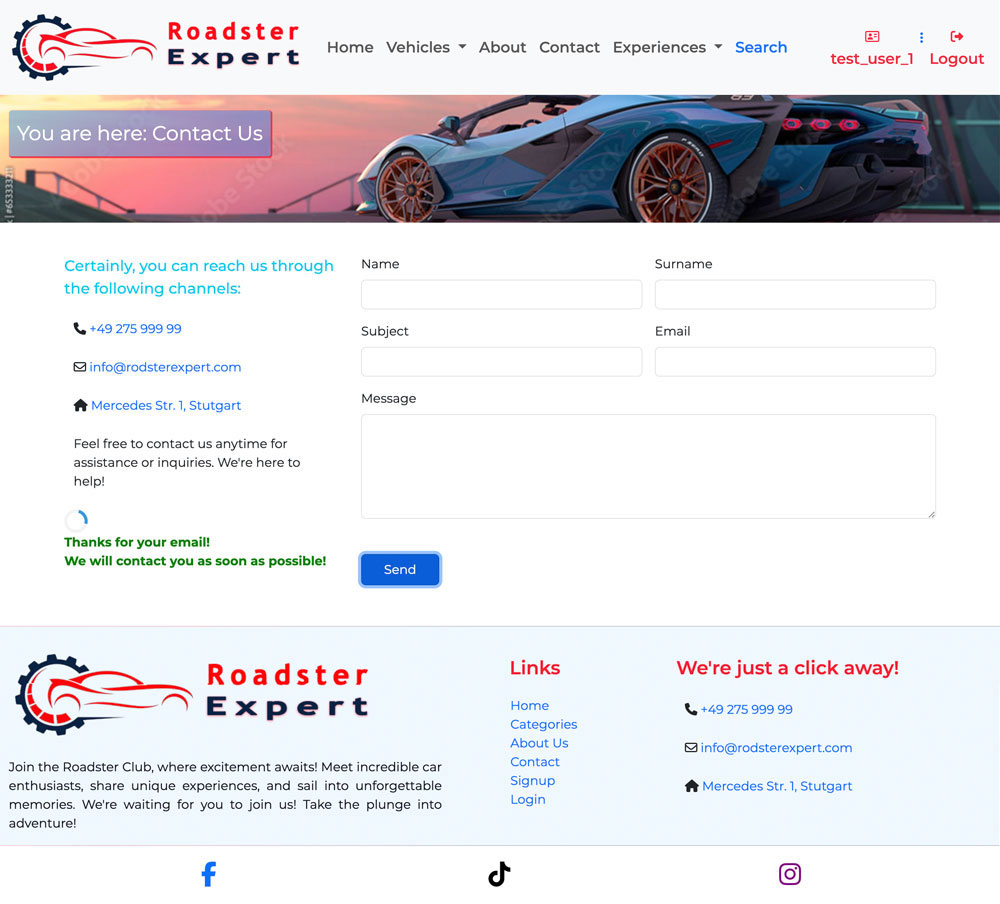 Roadster
Expert
Home Vehicles About Contact Experiences Search
test_user_1 Logout
You are here: Contact Us
83
Adobe Stock
Certainly, you can reach us through
the following channels:
+49 275 999 99
info@rodsterexpert.com
Mercedes Str. 1, Stutgart
Feel free to contact us anytime for
assistance or inquiries. We're here to
help!
Thanks for your email!
We will contact you as soon as possible!
Name
Surname
Subject
Email
Message
Send
Roadster
Expert
Join the Roadster Club, where excitement awaits! Meet incredible car
enthusiasts, share unique experiences, and sail into unforgettable
memories. We're waiting for you to join us! Take the plunge into
adventure!
Links
Home
Categories
About Us
Contact
Signup
Login
We're just a click away!
+49 275 999 99
info@rodsterexpert.com
Mercedes Str. 1, Stutgart